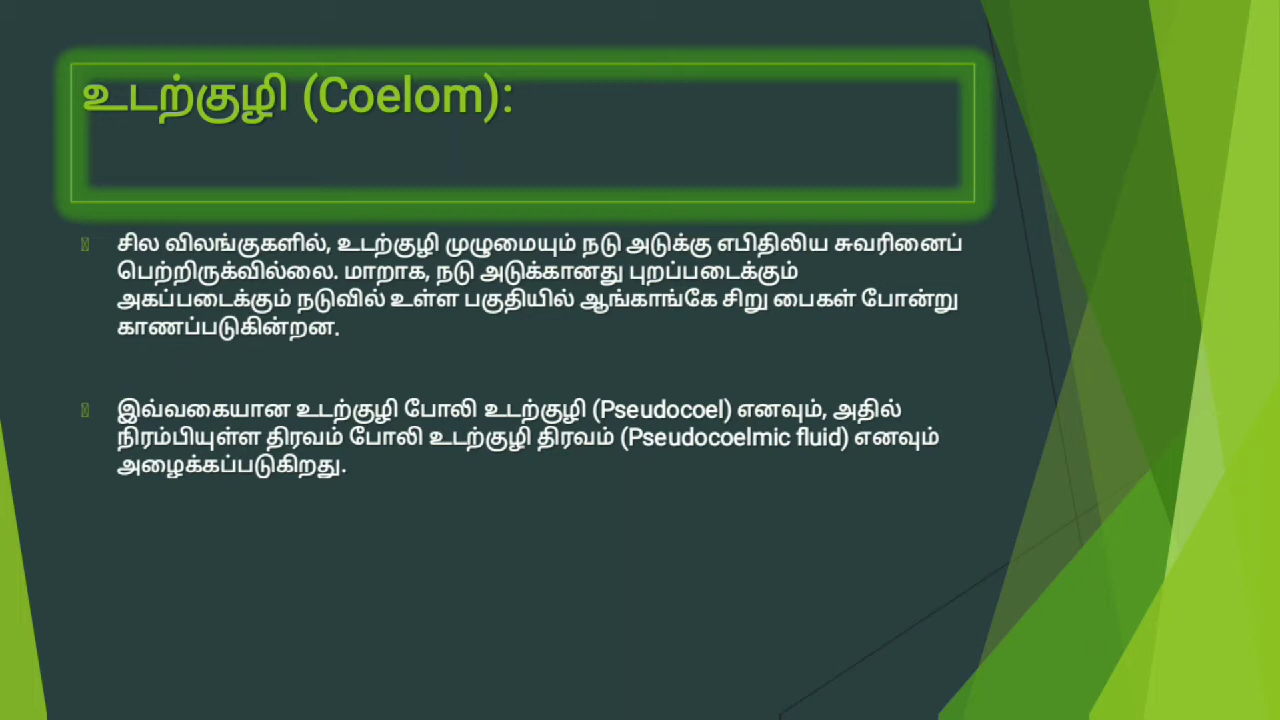 உடற்குழி (Coelom):
சில விலங்குகளில், உடற்குழி முழுமையும் நடு அடுக்கு எபிதிலிய சுவரினைப்
பெற்றிருக்வில்லை. மாறாக, நடு அடுக்கானது புறப்படைக்கும்
அகப்படைக்கும் நடுவில் உள்ள பகுதியில் ஆங்காங்கே சிறு பைகள் போன்று
காணப்படுகின்றன.
இவ்வகையான உடற்குழி போலி உடற்குழி (Pseudocoel) எனவும், அதில்
நிரம்பியுள்ள திரவம் போலி உடற்குழி திரவம் (Pseudocoelmic fluid) எனவும்
அழைக்கப்படுகிறது.